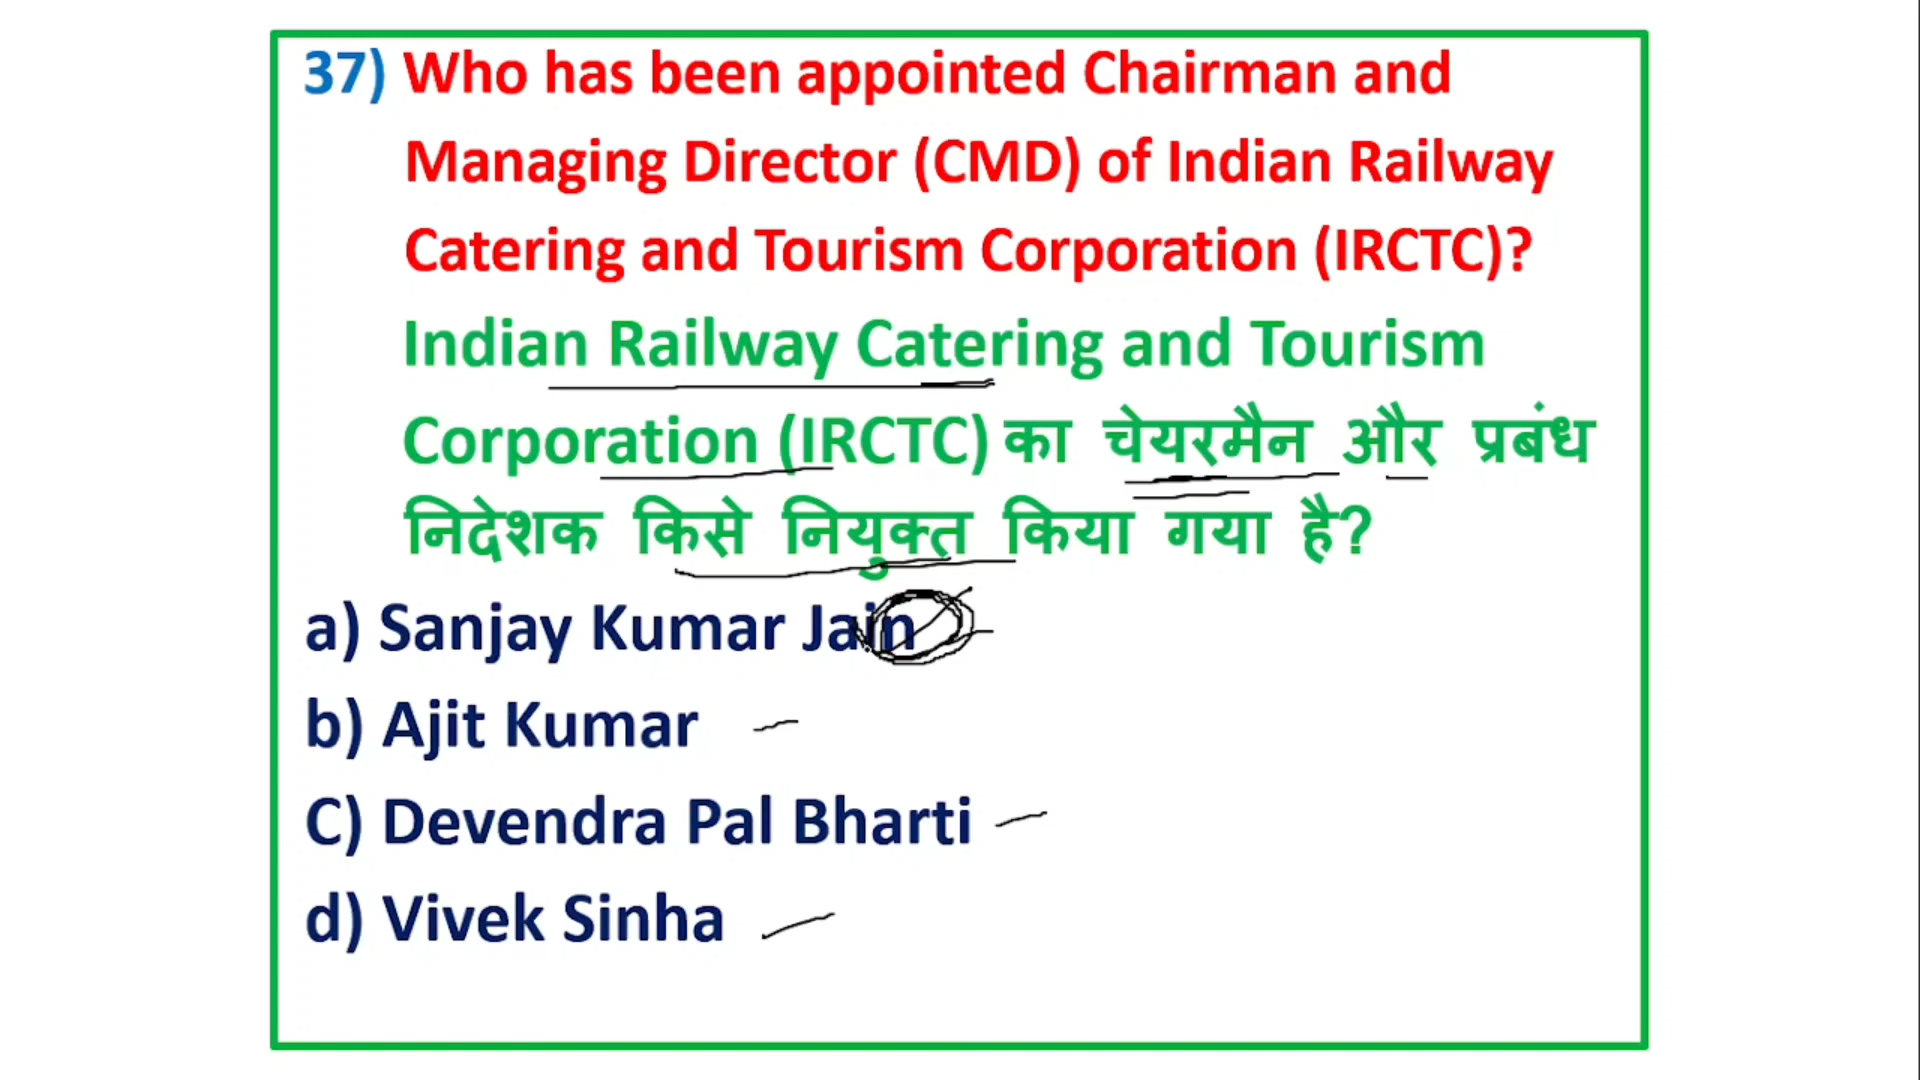 37) Who has been appointed Chairman and
Managing Director (CMD) of Indian Railway
Catering and Tourism Corporation (IRCTC)?
Indian Railway Catering and Tourism
Corporation (IRCTC) का चेयरमैन और प्रबंध
निदेशक किसे नियुक्त किया गया है?
a) Sanjay Kumar Jain
b) Ajit Kumar
C) Devendra Pal Bharti
d) Vivek Sinha